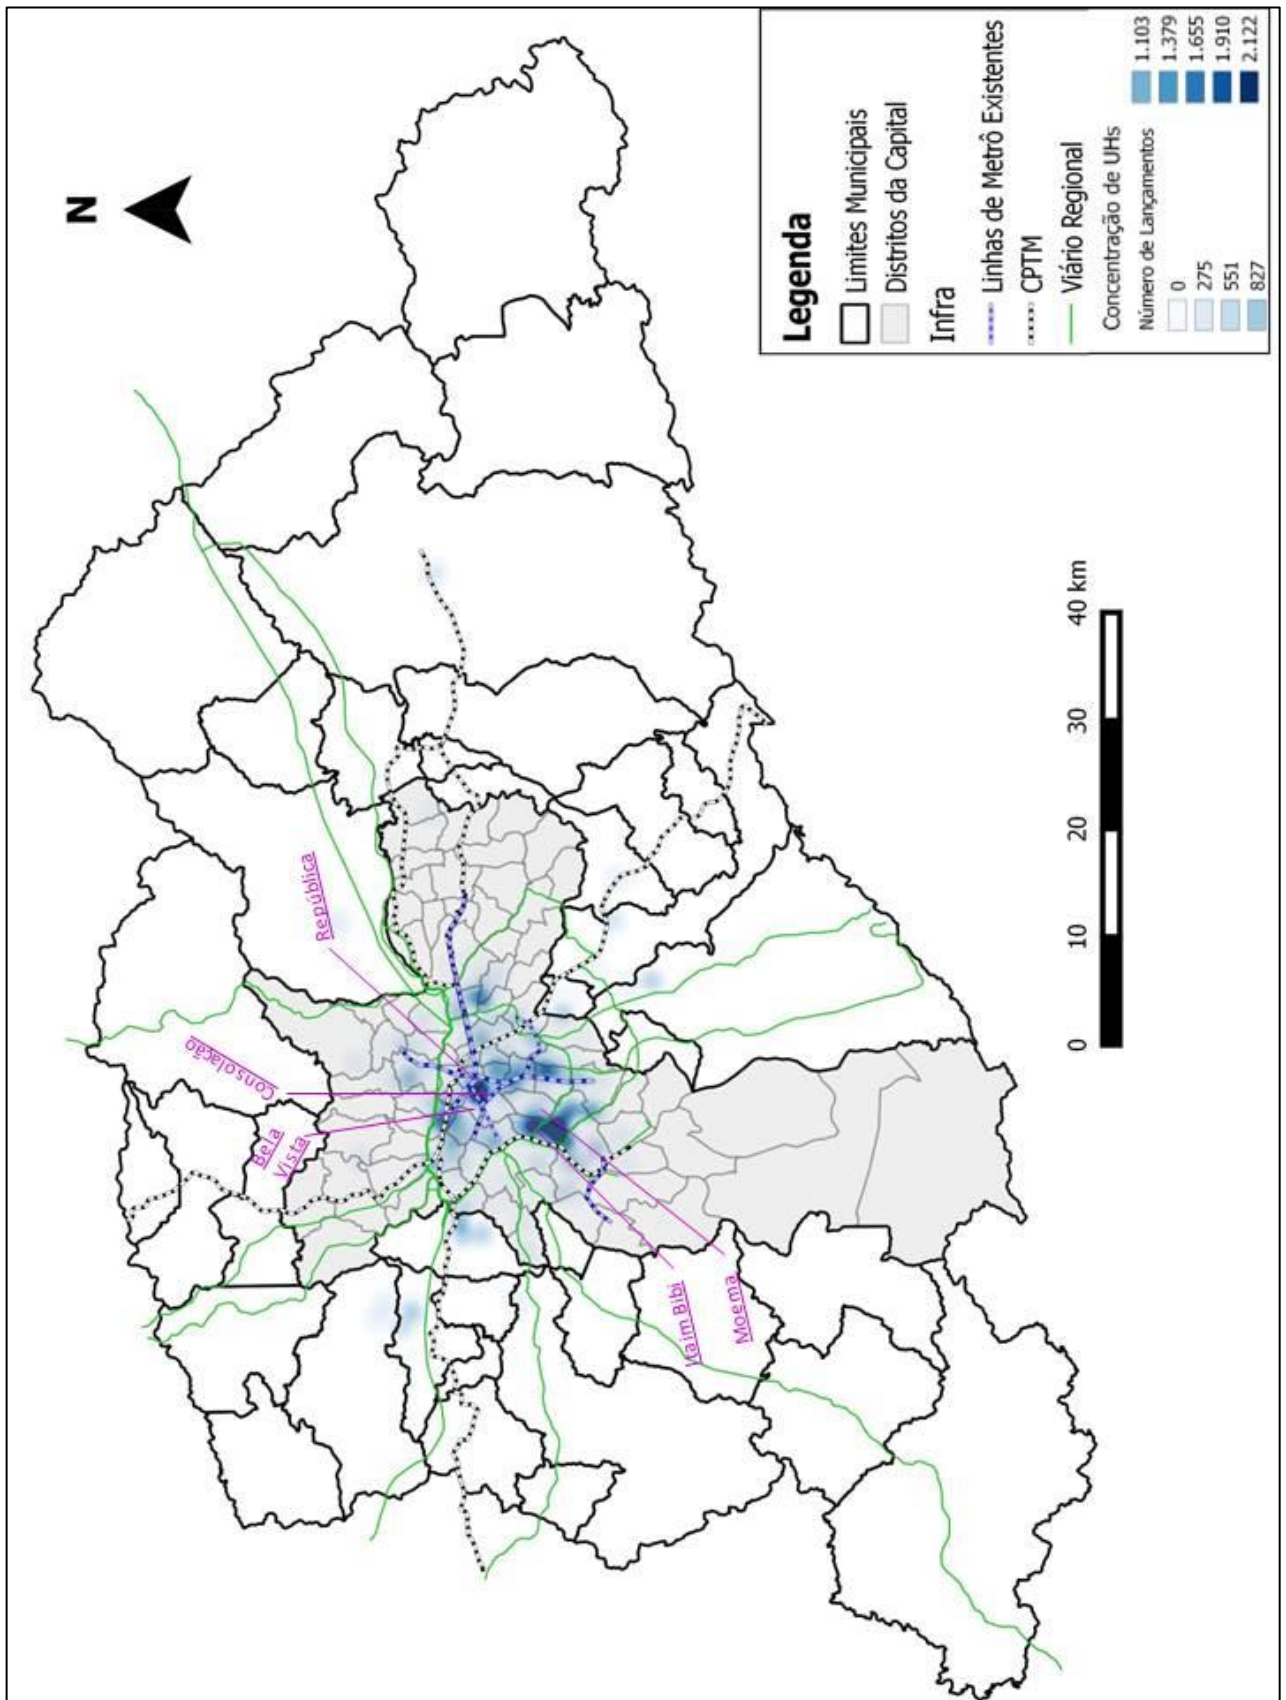 N
República
Consolação
Bela
Vista
Itaim Bibi
Moema
0 10 20 30 40 km
Legenda
Limites Municipais
Distritos da Capital
Infra
Linhas de Metrô Existentes
CPTM
Viário Regional
Concentração de UHs
Número de Lançamentos
0
275
551
827
1.103
1.379
1.655
1.910
2.122